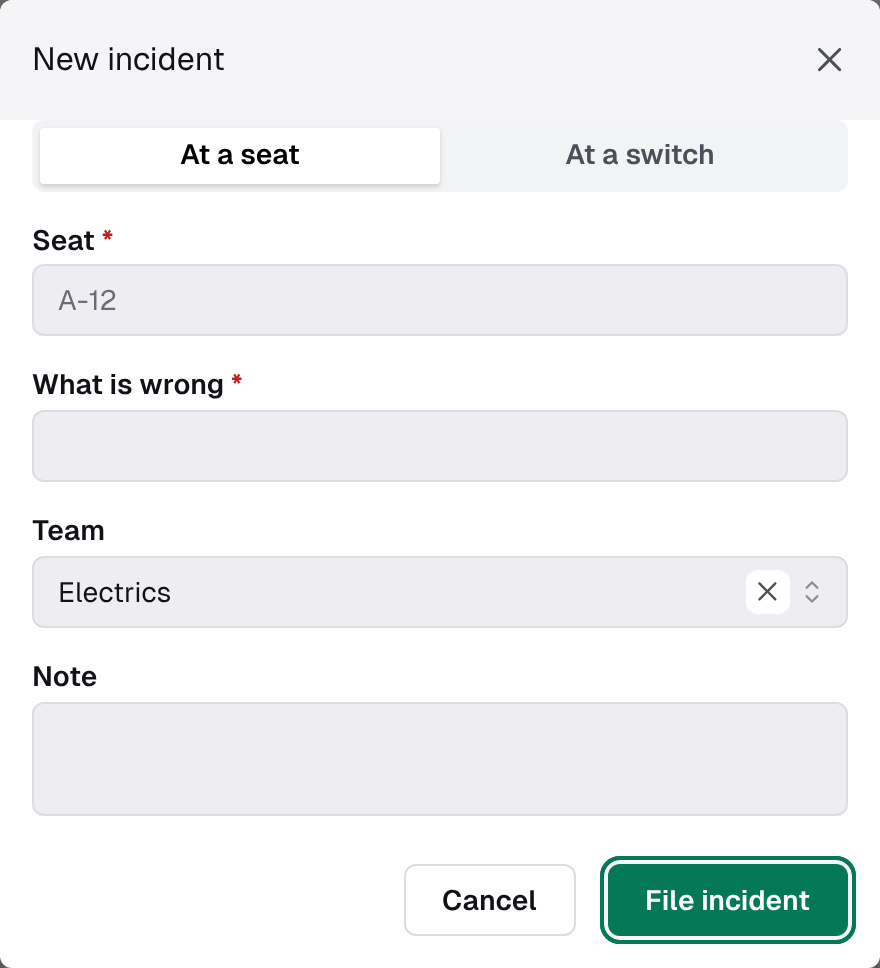 New incident
At a seat
At a switch
Seat *
A-12
What is wrong *
Team
Electrics
Note
Cancel
File incident